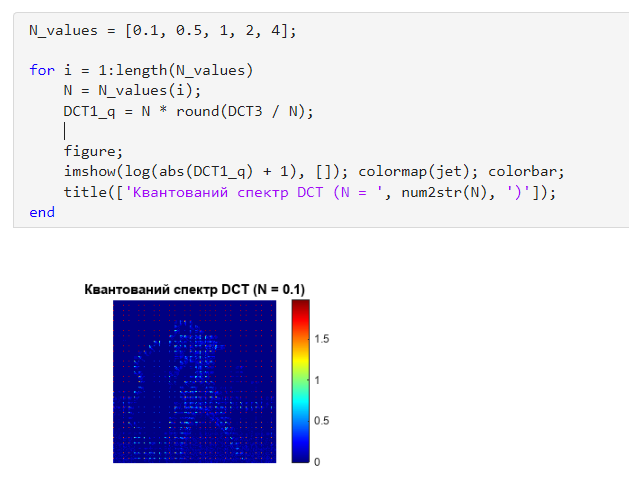 N_values = [0.1, 0.5, 1, 2, 4];
for i = 1:length(N_values)
    N = N_values(i);
    DCT1_q = N * round(DCT3 / N);
    figure;
    imshow(log(abs(DCT1_q) + 1), []); colormap(jet); colorbar;
    title(['Квантований спектр DCT (N = ', num2str(N), ')']);
end
Квантований спектр DCT (N = 0.1)
1.5
1
0.5
0